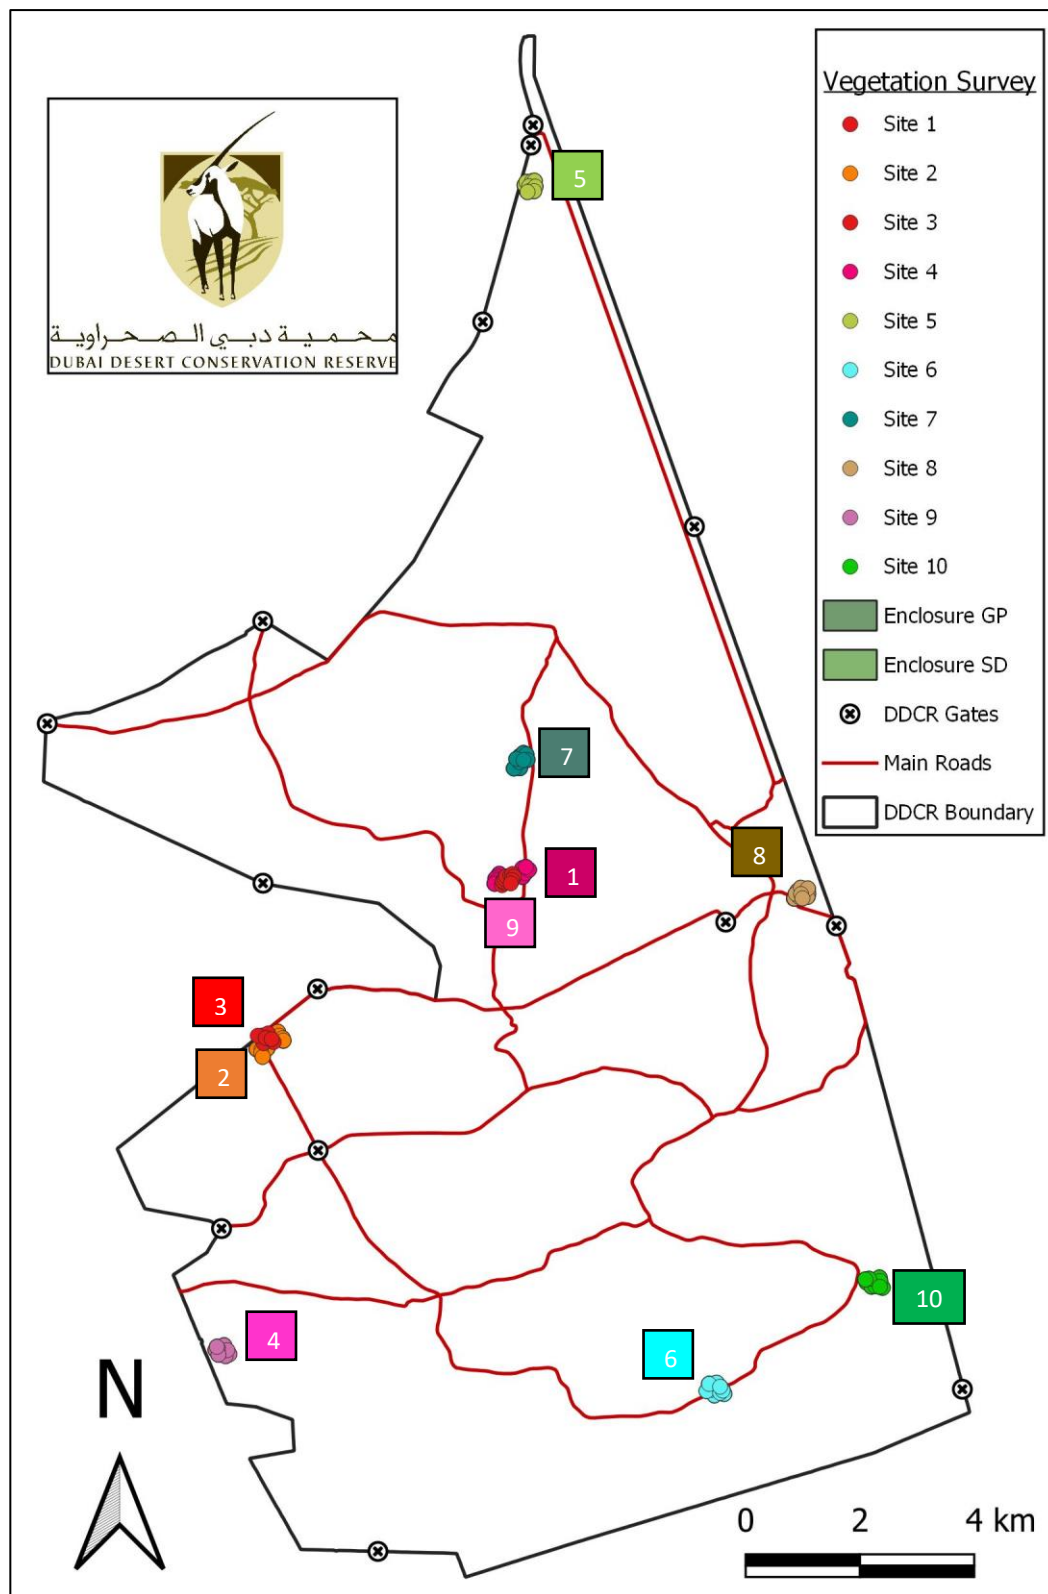 محمية دبي الصحراوية
DUBAI DESERT CONSERVATION RESERVE
Vegetation Survey
Site 1
Site 2
Site 3
Site 4
Site 5
Site 6
Site 7
Site 8
Site 9
Site 10
Enclosure GP
Enclosure SD
DDCR Gates
Main Roads
DDCR Boundary
5
7
8
1
9
3
2
10
4
6
N
0 2 4 km